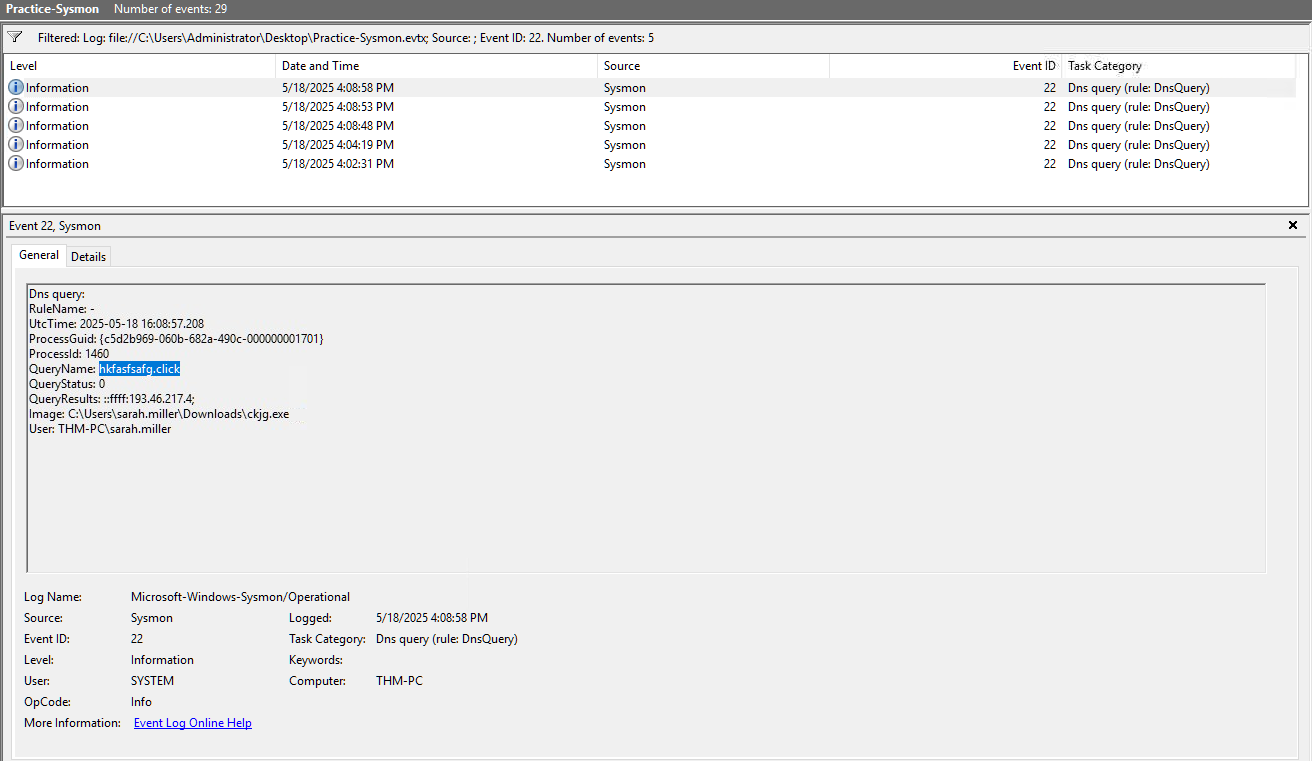 Practice-Sysmon Number of events: 29
Filtered: Log: file://C:\Users\Administrator\Desktop\Practice-Sysmon.evtx; Source: ; Event ID: 22. Number of events: 5
Level Date and Time Source Event ID Task Category
Information 5/18/2025 4:08:58 PM Sysmon 22 Dns query (rule: DnsQuery)
Information 5/18/2025 4:08:53 PM Sysmon 22 Dns query (rule: DnsQuery)
Information 5/18/2025 4:08:48 PM Sysmon 22 Dns query (rule: DnsQuery)
Information 5/18/2025 4:04:19 PM Sysmon 22 Dns query (rule: DnsQuery)
Information 5/18/2025 4:02:31 PM Sysmon 22 Dns query (rule: DnsQuery)
Event 22, Sysmon
General Details
Dns query:
RuleName: -
UtcTime: 2025-05-18 16:08:57.208
ProcessGuid: {c5d2b969-060b-682a-490c-000000001701}
ProcessId: 1460
QueryName: hkfasfsafg.click
QueryStatus: 0
QueryResults: ::ffff:193.46.217.4;
Image: C:\Users\sarah.miller\Downloads\ckjg.exe
User: THM-PC\sarah.miller
Log Name: Microsoft-Windows-Sysmon/Operational
Source: Sysmon Logged: 5/18/2025 4:08:58 PM
Event ID: 22 Task Category: Dns query (rule: DnsQuery)
Level: Information Keywords:
User: SYSTEM Computer: THM-PC
OpCode: Info
More Information: Event Log Online Help